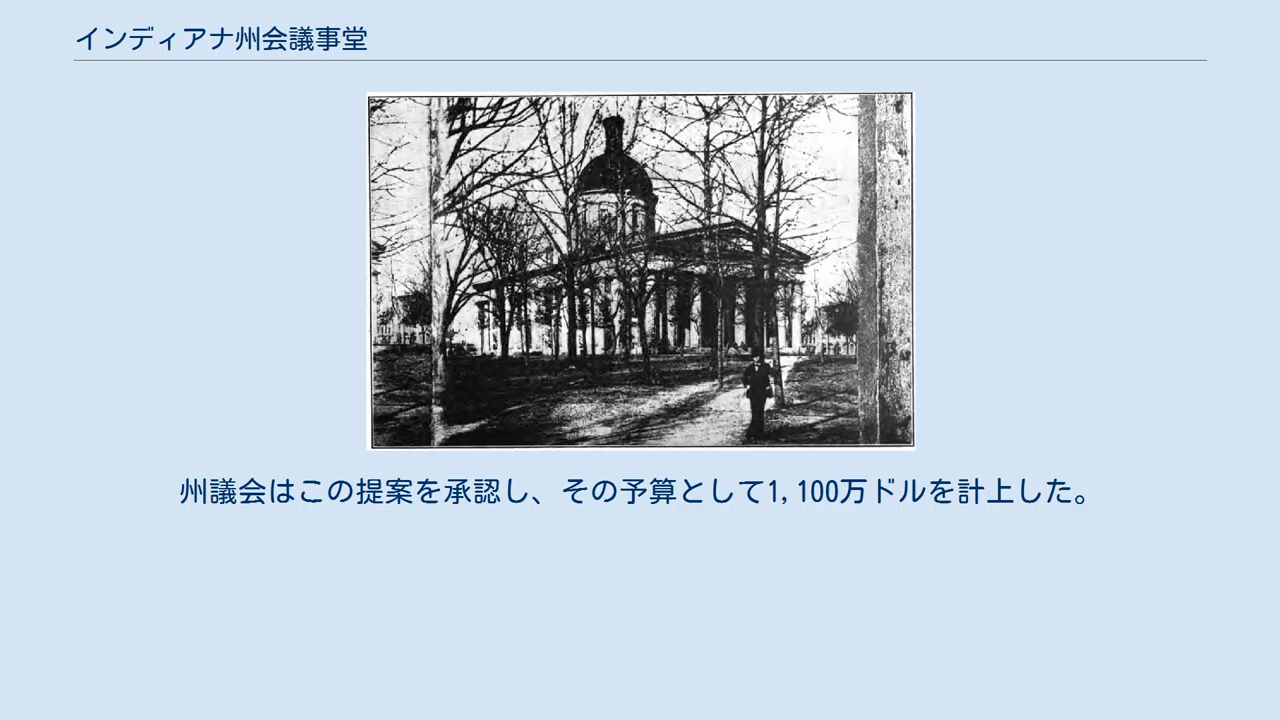 インディアナ州会議事堂
州議会はこの提案を承認し、その予算として1,100万ドルを計上した。